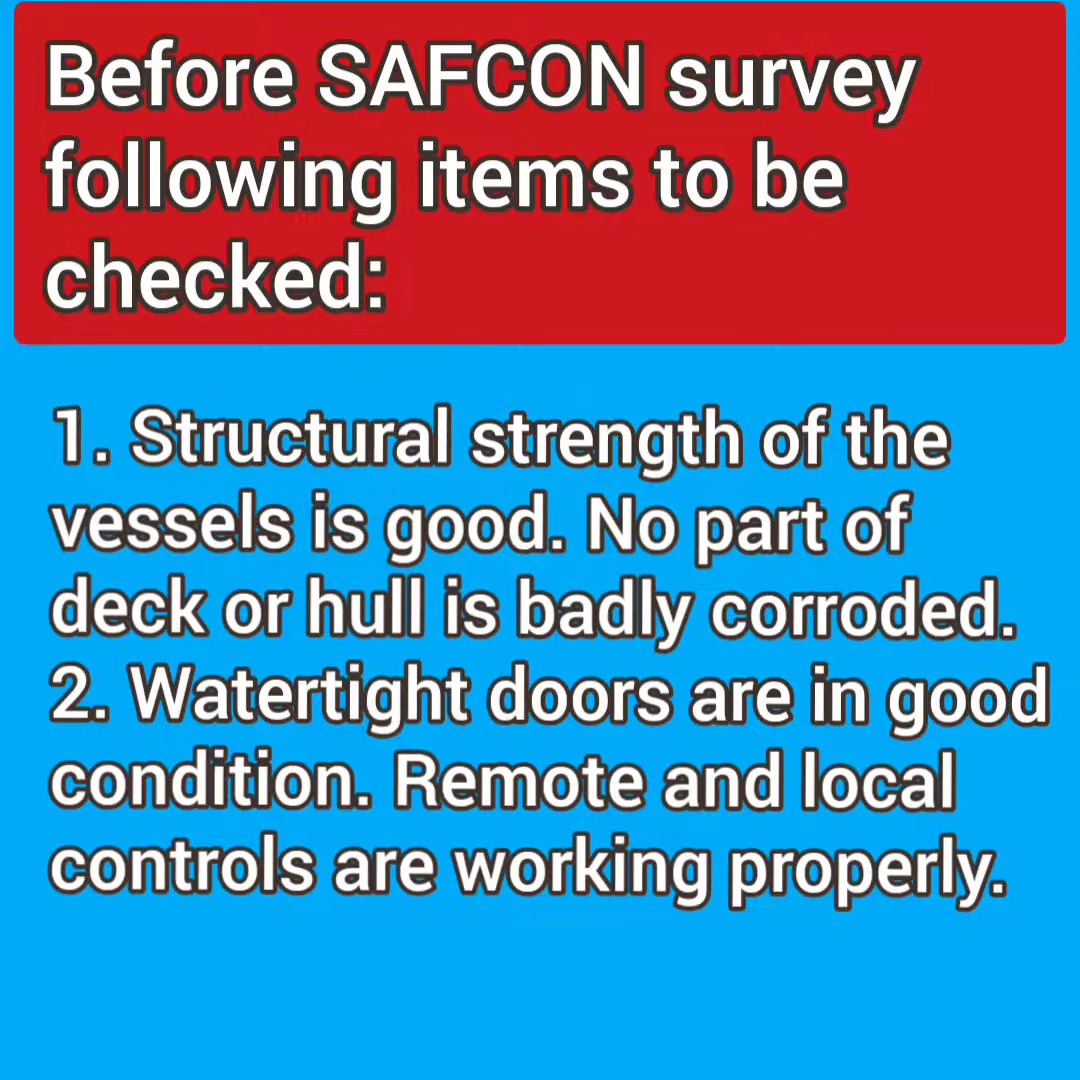 Before SAFCON survey
following items to be
checked:
1. Structural strength of the
vessels is good. No part of
deck or hull is badly corroded.
2. Watertight doors are in good
condition. Remote and local
controls are working properly.